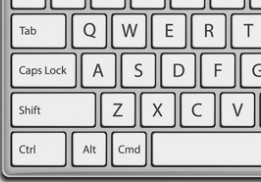 Tab Q W E R T
Caps Lock A S D F
Shift Z X C V
Ctrl Alt Cmd